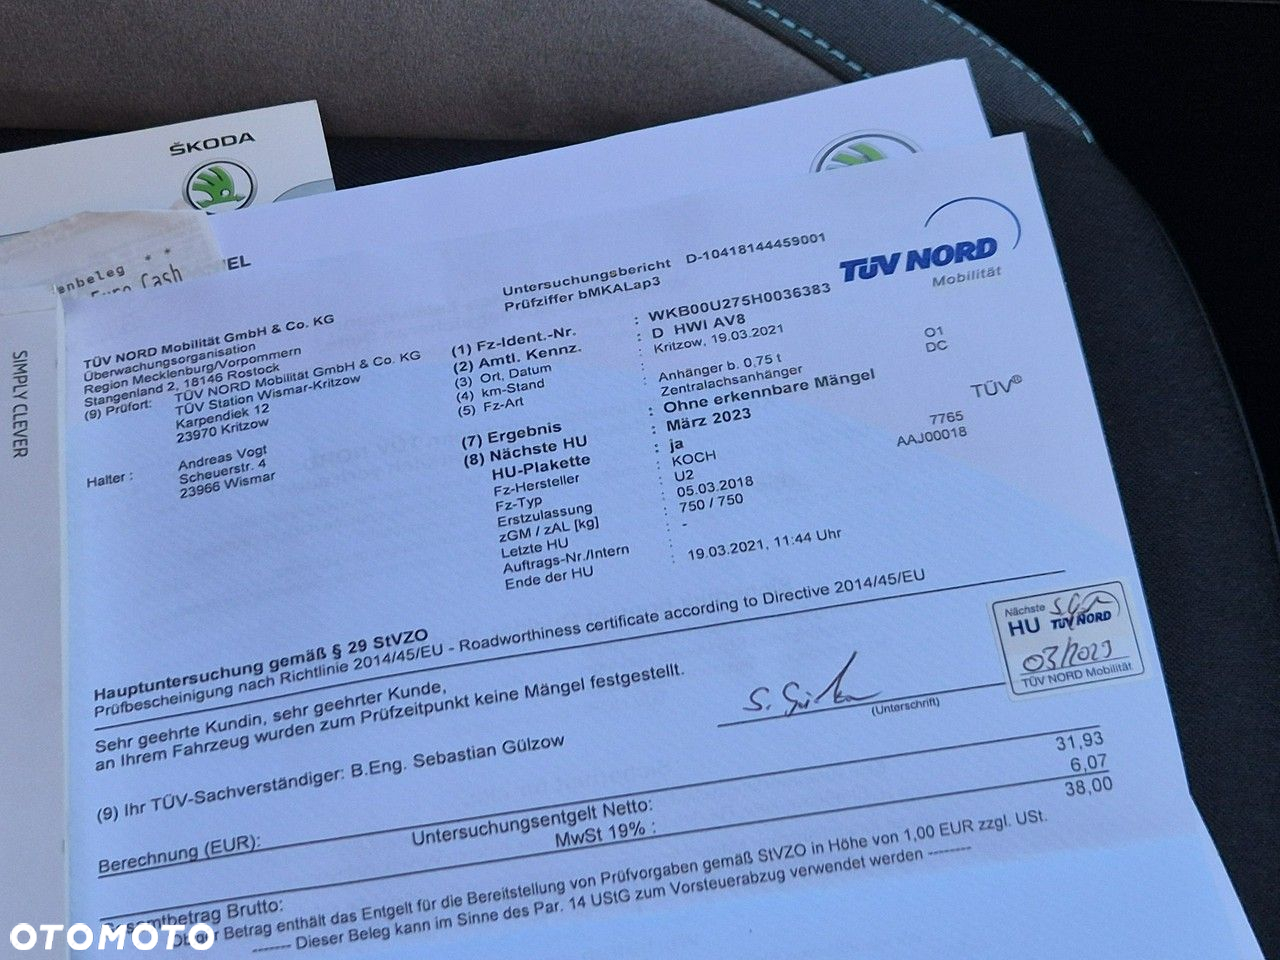 ŠKODA
enbeleg * *
Euro Cash
EL
SIMPLY CLEVER
Untersuchungsbericht D-10418144459001
Prüfziffer bMKALap3
TÜV NORD
Mobilität
TÜV NORD Mobilität GmbH & Co. KG
Überwachungsorganisation
Region Mecklenburg/Vorpommern
Stangenland 2, 18146 Rostock
(9) Prüfort: TÜV NORD Mobilität GmbH & Co. KG
TÜV Station Wismar-Kritzow
Karpendiek 12
23970 Kritzow
Halter : Andreas Vogt
Scheuerstr. 4
23966 Wismar
(1) Fz-Ident.-Nr. : WKB00U275H0036383
(2) Amtl. Kennz. : D HWI AV8
(3) Ort, Datum : Kritzow, 19.03.2021
(4) km-Stand :
(5) Fz-Art : Anhänger b. 0,75 t O1
Zentralachsanhänger DC
(7) Ergebnis : Ohne erkennbare Mängel
(8) Nächste HU : März 2023
HU-Plakette : ja TÜV®
Fz-Hersteller : KOCH 7765
Fz-Typ : U2 AAJ00018
Erstzulassung : 05.03.2018
zGM / zAL [kg] : 750 / 750
Letzte HU : -
Auftrags-Nr./Intern :
Ende der HU : 19.03.2021, 11:44 Uhr
Hauptuntersuchung gemäß § 29 StVZO
Prüfbescheinigung nach Richtlinie 2014/45/EU - Roadworthiness certificate according to Directive 2014/45/EU
Sehr geehrte Kundin, sehr geehrter Kunde,
an Ihrem Fahrzeug wurden zum Prüfzeitpunkt keine Mängel festgestellt.
Nächste
HU TÜV NORD
03/2023
TÜV NORD Mobilität
(Unterschrift)
(9) Ihr TÜV-Sachverständiger: B.Eng. Sebastian Gülzow
Berechnung (EUR): Untersuchungsentgelt Netto: 31,93
MwSt 19% : 6,07
Gesamtbetrag Brutto: 38,00
Obiger Betrag enthält das Entgelt für die Bereitstellung von Prüfvorgaben gemäß StVZO in Höhe von 1,00 EUR zzgl. USt.
------- Dieser Beleg kann im Sinne des Par. 14 UStG zum Vorsteuerabzug verwendet werden --------
OTOMOTO